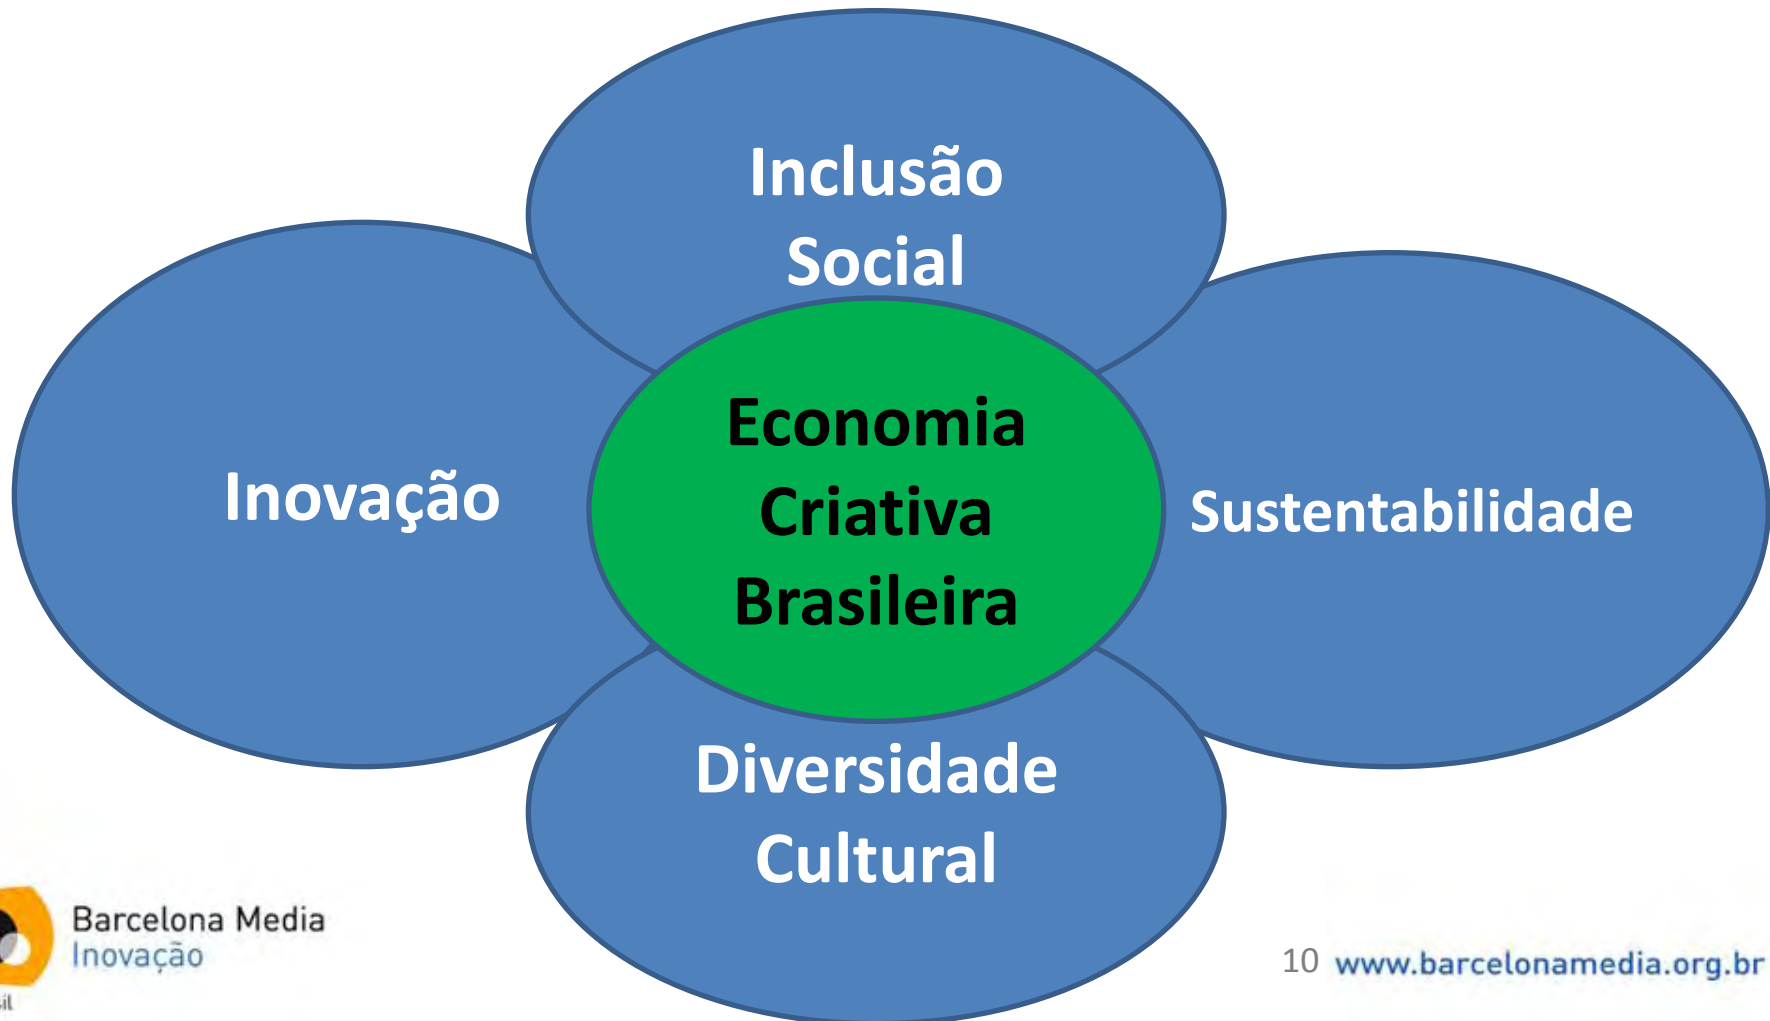 Inclusão
Social
Inovação
Economia
Criativa
Brasileira
Sustentabilidade
Diversidade
Cultural
Barcelona Media
Inovação
10 www.barcelonamedia.org.br